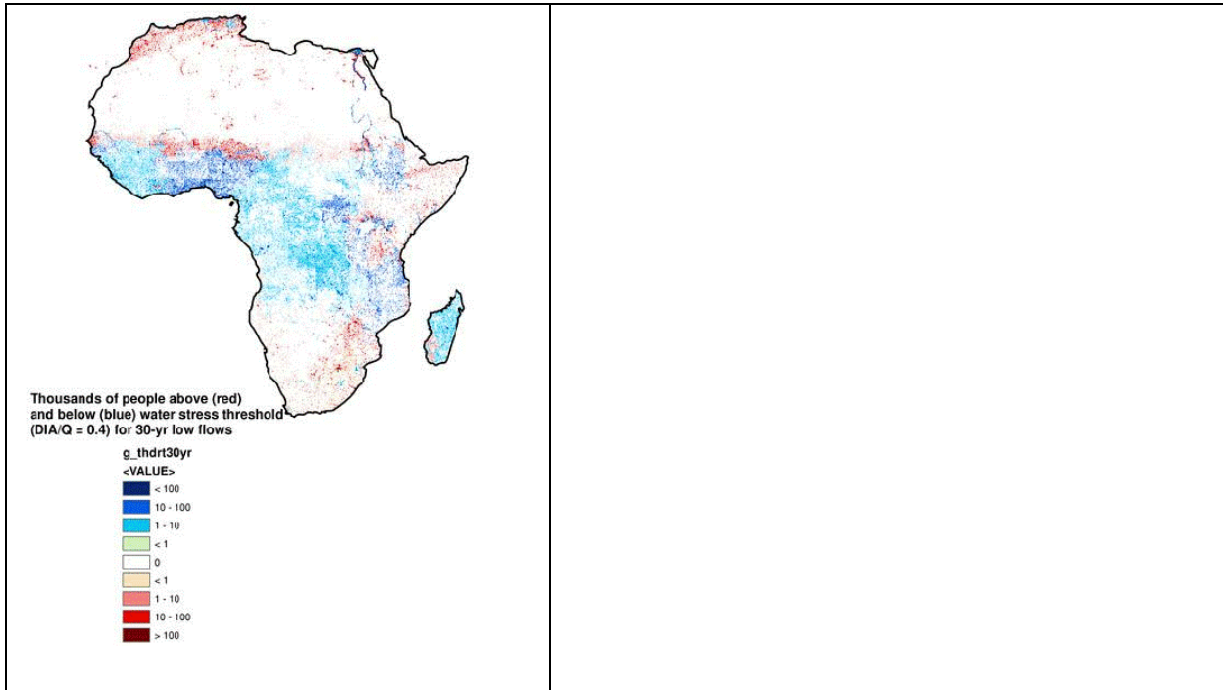 Thousands of people above (red)
and below (blue) water stress threshold
(DIA/Q = 0.4) for 30-yr low flows
g_thdrt30yr
<VALUE>
< 100
10 - 100
1 - 10
< 1
0
< 1
1 - 10
10 - 100
> 100